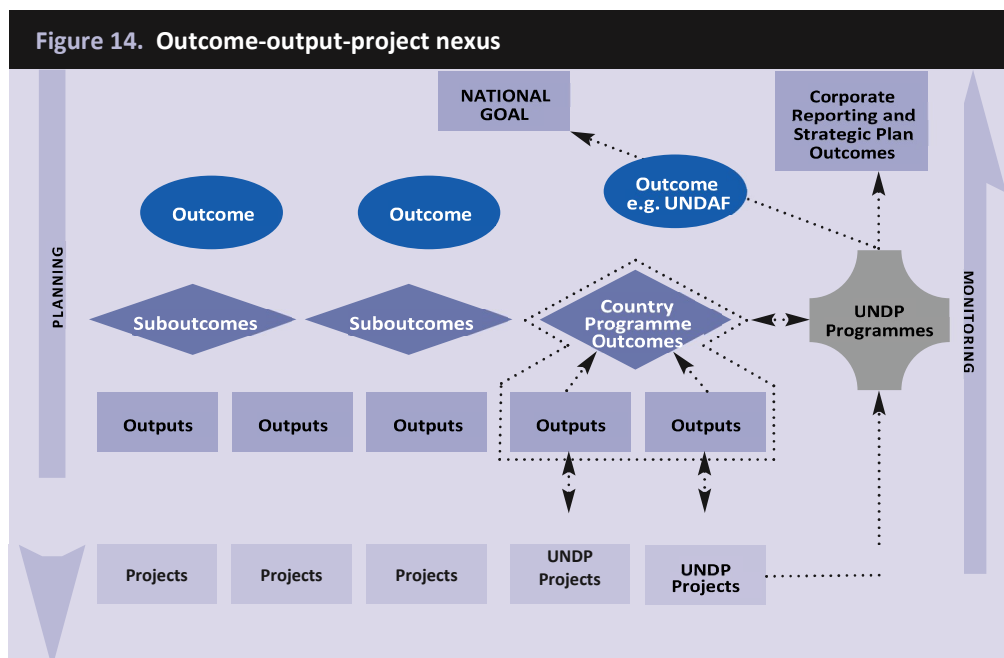 Figure 14. Outcome-output-project nexus
NATIONAL
GOAL
Corporate
Reporting and
Strategic Plan
Outcomes
Outcome
Outcome
Outcome
e.g. UNDAF
PLANNING
MONITORING
Suboutcomes
Suboutcomes
Country
Programme
Outcomes
UNDP
Programmes
Outputs
Outputs
Outputs
Outputs
Outputs
Projects
Projects
Projects
UNDP
Projects
UNDP
Projects